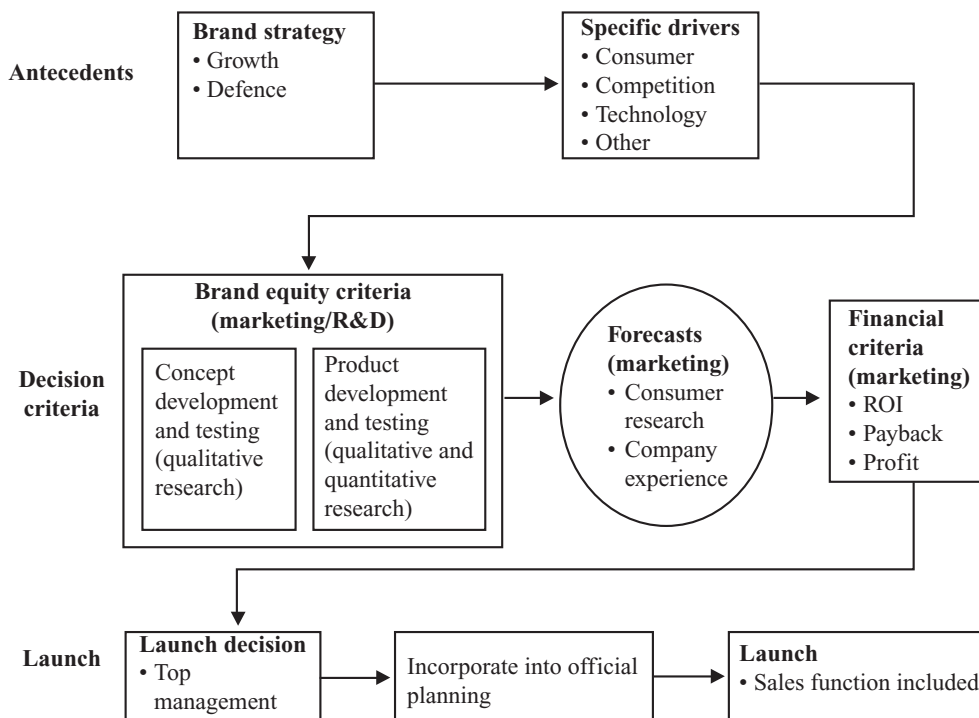 Antecedents
Brand strategy
• Growth
• Defence
Specific drivers
• Consumer
• Competition
• Technology
• Other
Decision
criteria
Brand equity criteria
(marketing/R&D)
Concept
development
and testing
(qualitative
research)
Product
development
and testing
(qualitative and
quantitative
research)
Forecasts
(marketing)
• Consumer
research
• Company
experience
Financial
criteria
(marketing)
• ROI
• Payback
• Profit
Launch
Launch decision
• Top
management
Incorporate into official
planning
Launch
• Sales function included